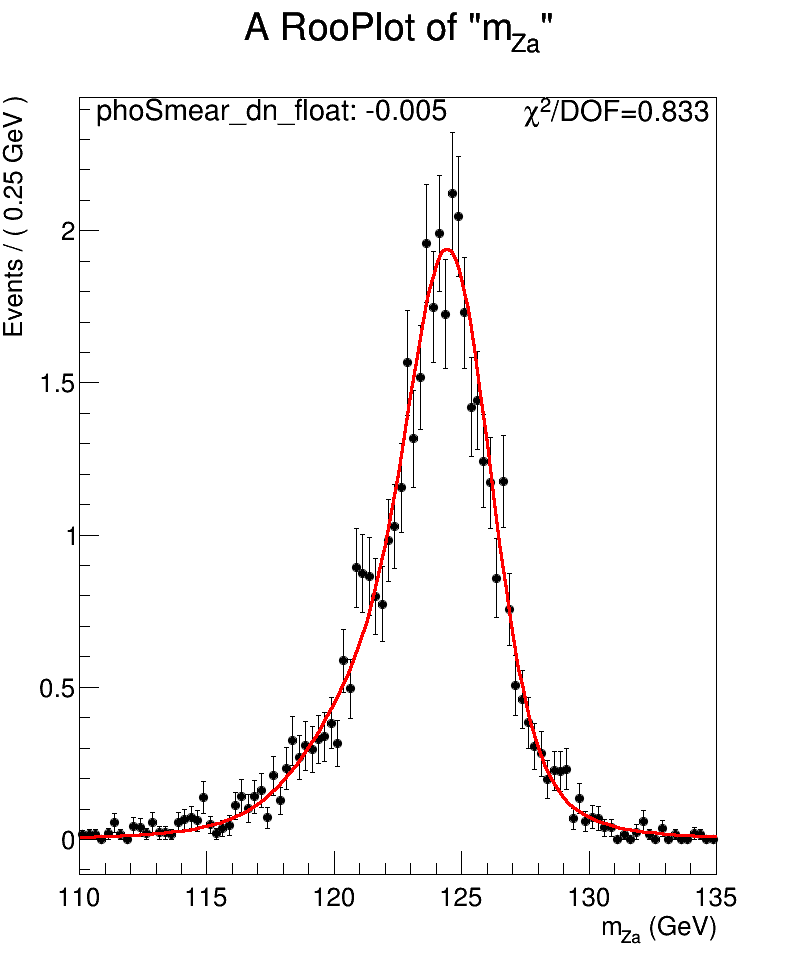 A RooPlot of "m_Za"
phoSmear_dn_float: -0.005 χ²/DOF=0.833
Events / ( 0.25 GeV )
2
1.5
1
0.5
0
110 115 120 125 130 135
m_Za (GeV)